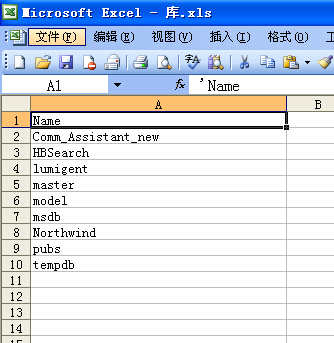 Microsoft Excel - 库.xls
文件(F) 编辑(E) 视图(V) 插入(I) 格式(O)
A1 fx 'Name
A B
1 Name
2 Comm_Assistant_new
3 HBSearch
4 lumigent
5 master
6 model
7 msdb
8 Northwind
9 pubs
10 tempdb
11
12
13
14